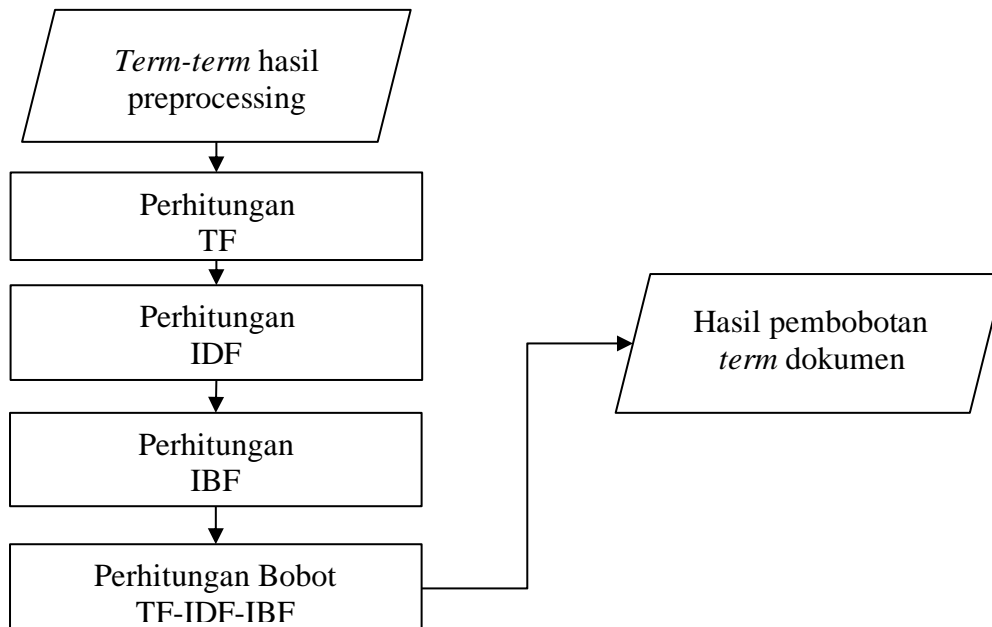 Term-term hasil
preprocessing
Perhitungan
TF
Perhitungan
IDF
Perhitungan
IBF
Perhitungan Bobot
TF-IDF-IBF
Hasil pembobotan
term dokumen